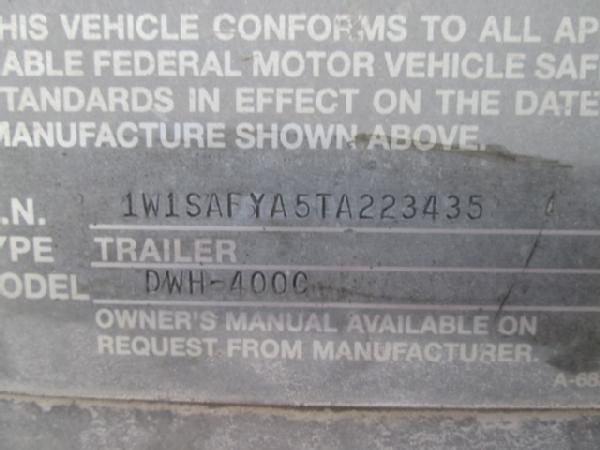 HIS VEHICLE CONFORMS TO ALL AP
ABLE FEDERAL MOTOR VEHICLE SAF
TANDARDS IN EFFECT ON THE DATE
MANUFACTURE SHOWN ABOVE.
.N. 1W1SAFYA5TA223435
YPE TRAILER
ODEL DWH-400C
OWNER'S MANUAL AVAILABLE ON
REQUEST FROM MANUFACTURER.
A-66